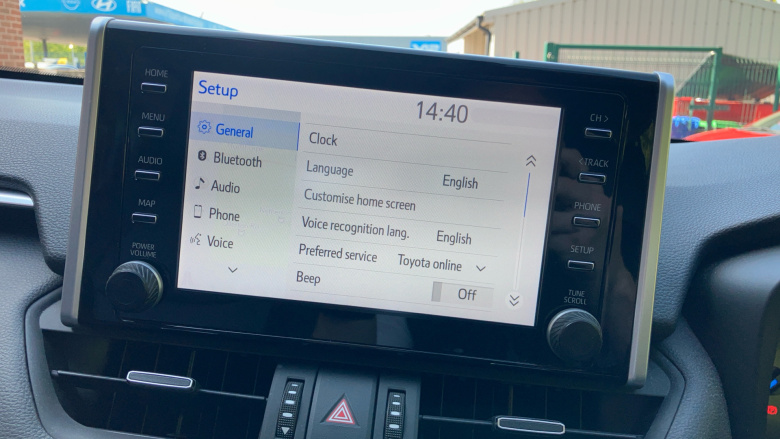 HOME
MENU
AUDIO
MAP
POWER
VOLUME
Setup
14:40
General
Bluetooth
Audio
Phone
Voice
Clock
Language English
Customise home screen
Voice recognition lang. English
Preferred service Toyota online
Beep Off
CH >
< TRACK
PHONE
SETUP
TUNE
SCROLL